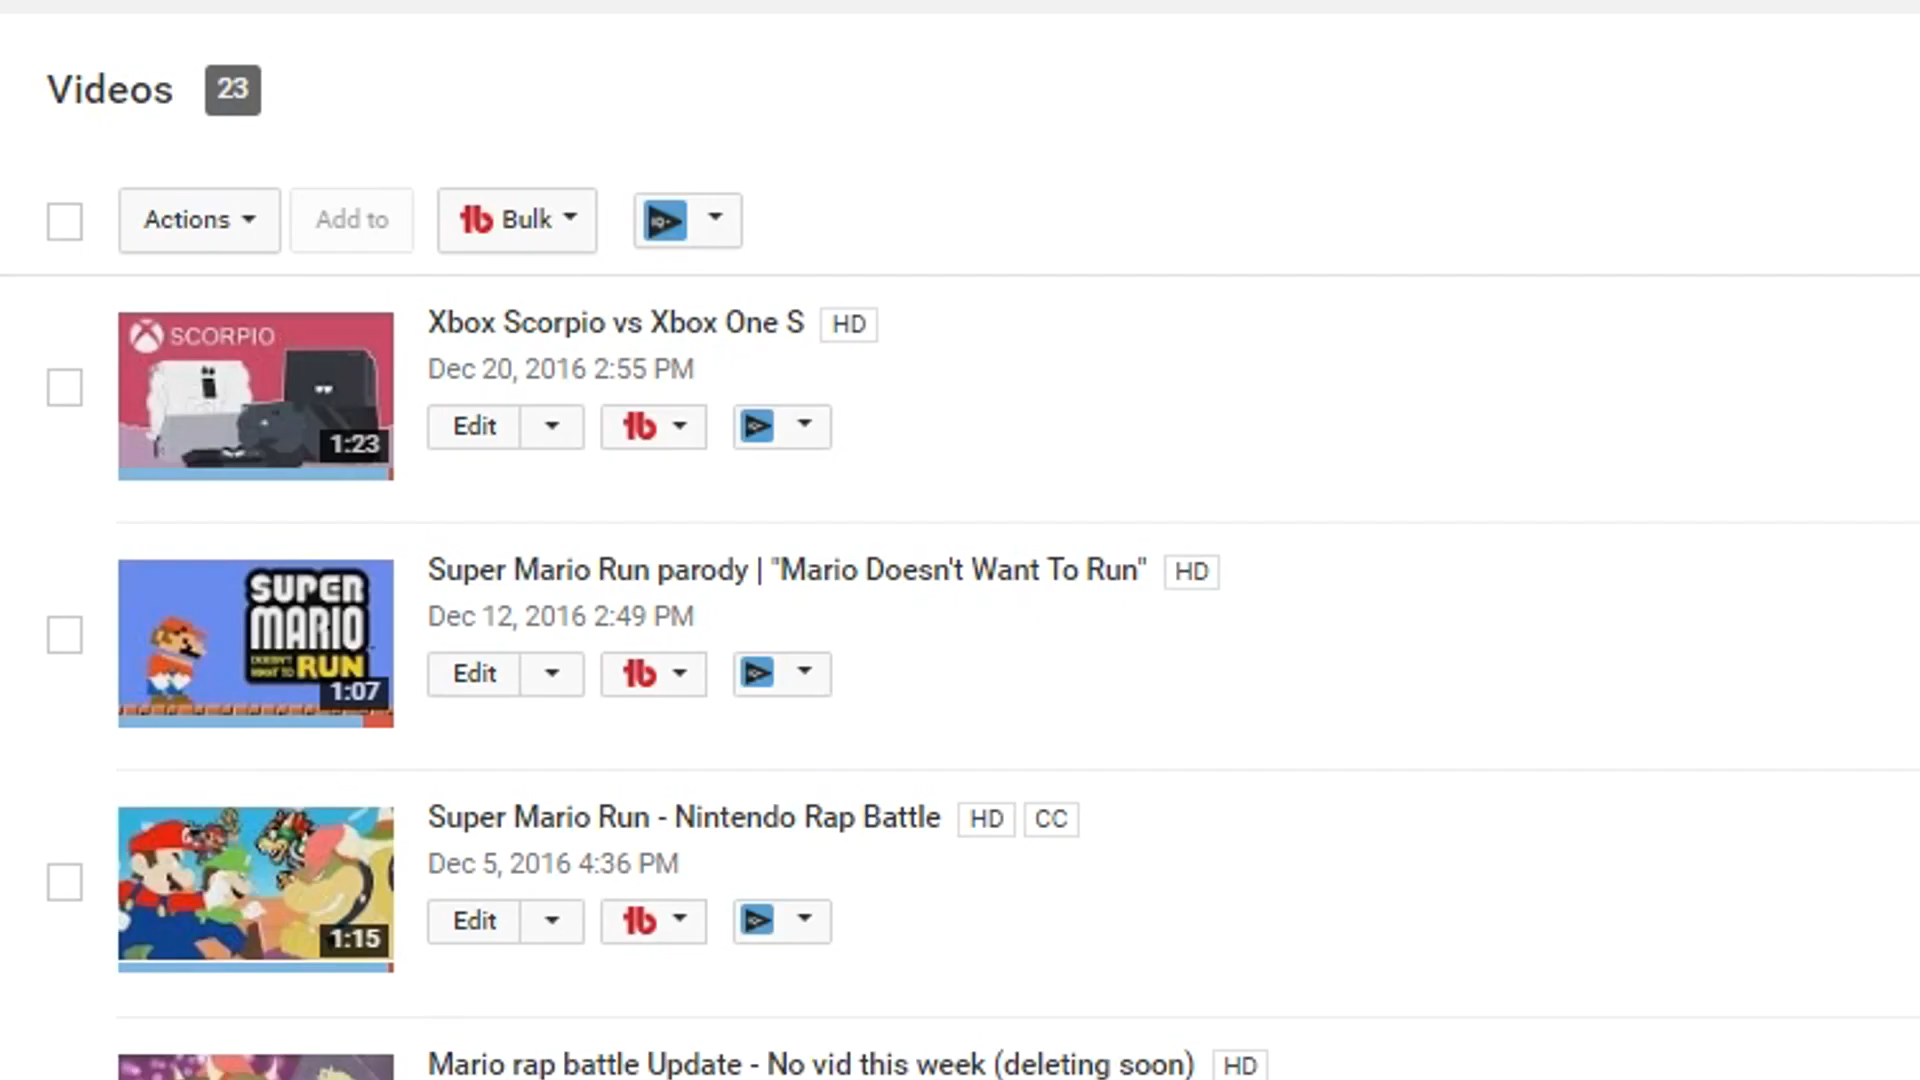 Videos 23
Actions Add to Bulk
SCORPIO
1:23
Xbox Scorpio vs Xbox One S HD
Dec 20, 2016 2:55 PM
Edit
SUPER
MARIO
DOESN'T
WANT TO RUN
1:07
Super Mario Run parody | "Mario Doesn't Want To Run" HD
Dec 12, 2016 2:49 PM
Edit
1:15
Super Mario Run - Nintendo Rap Battle HD CC
Dec 5, 2016 4:36 PM
Edit
Mario rap battle Update - No vid this week (deleting soon) HD